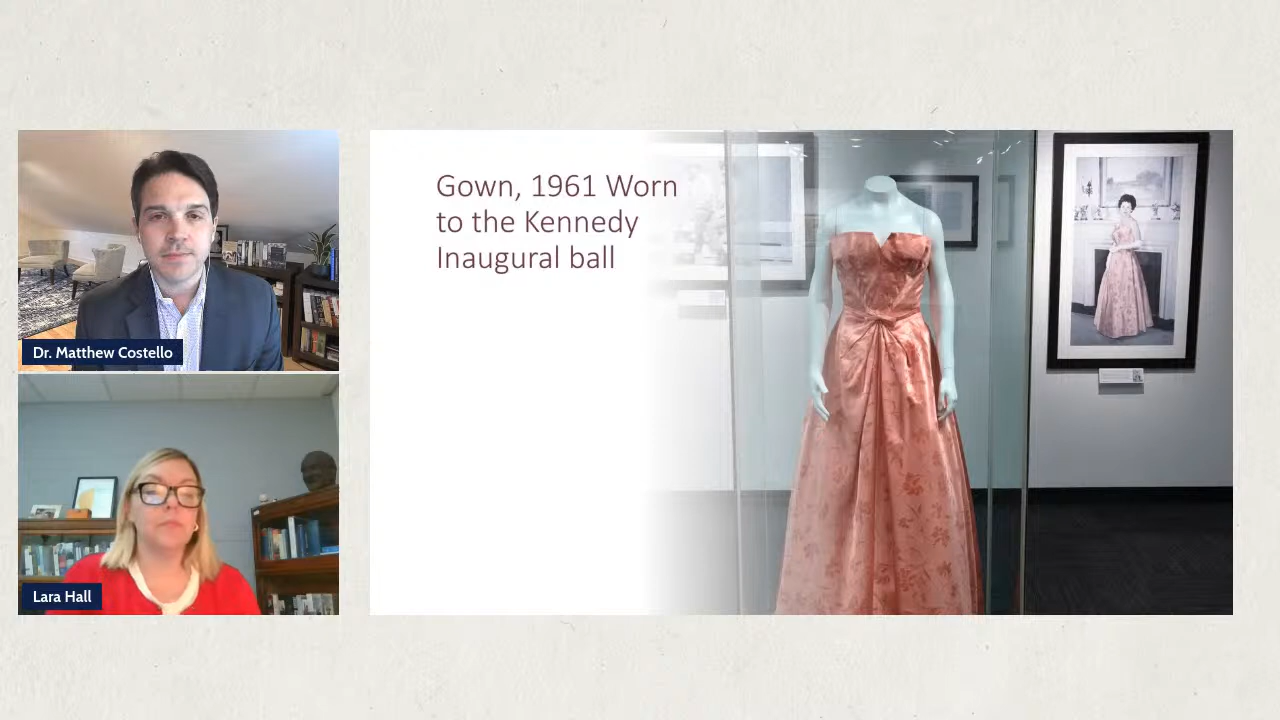 Dr. Matthew Costello
Lara Hall
Gown, 1961 Worn
to the Kennedy
Inaugural ball